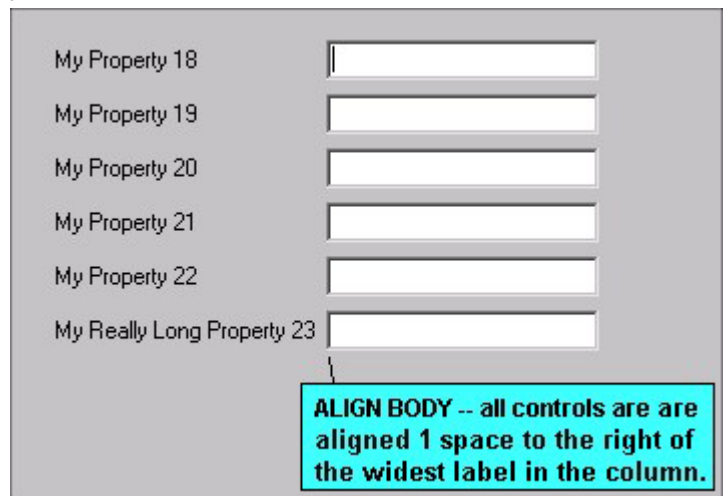 My Property 18
My Property 19
My Property 20
My Property 21
My Property 22
My Really Long Property 23
ALIGN BODY -- all controls are are
aligned 1 space to the right of
the widest label in the column.